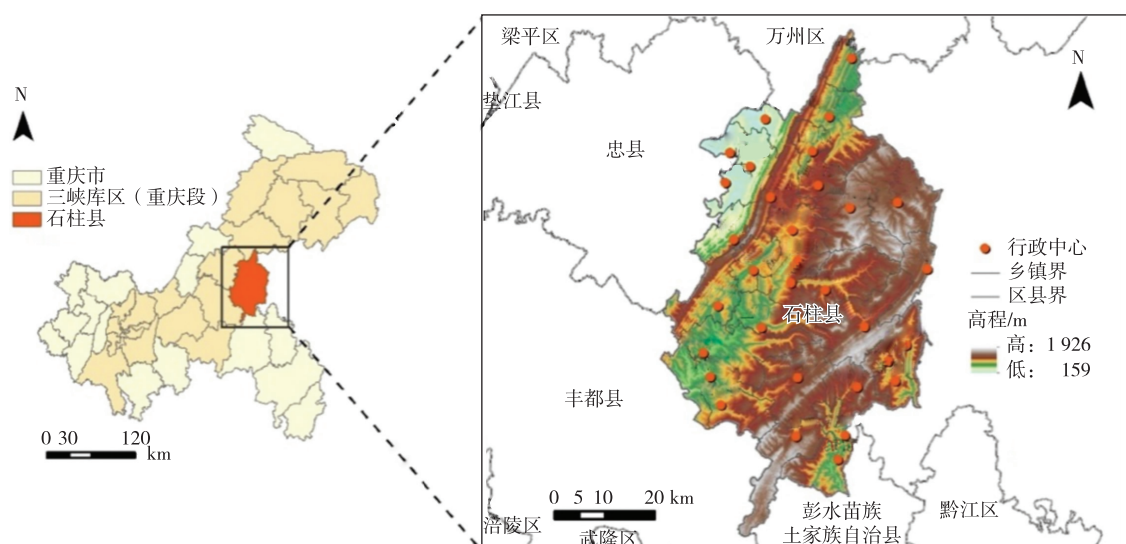 N
重庆市
三峡库区（重庆段）
石柱县
0 30 120
km
梁平区
万州区
N
垫江县
忠县
行政中心
乡镇界
区县界
石柱县
高程/m
高：1 926
低： 159
丰都县
0 5 10 20 km
彭水苗族
土家族自治县
黔江区
涪陵区
武隆区